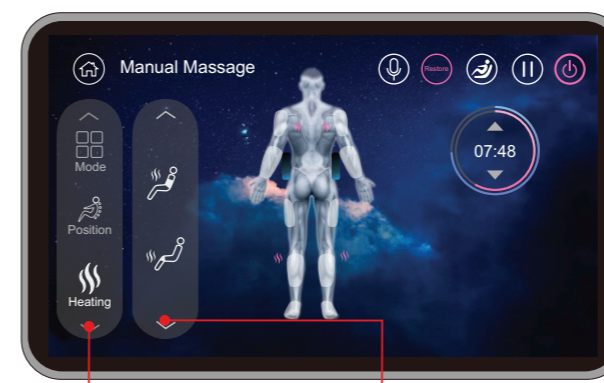 Manual Massage
Restore
Mode
07:48
Position
Heating